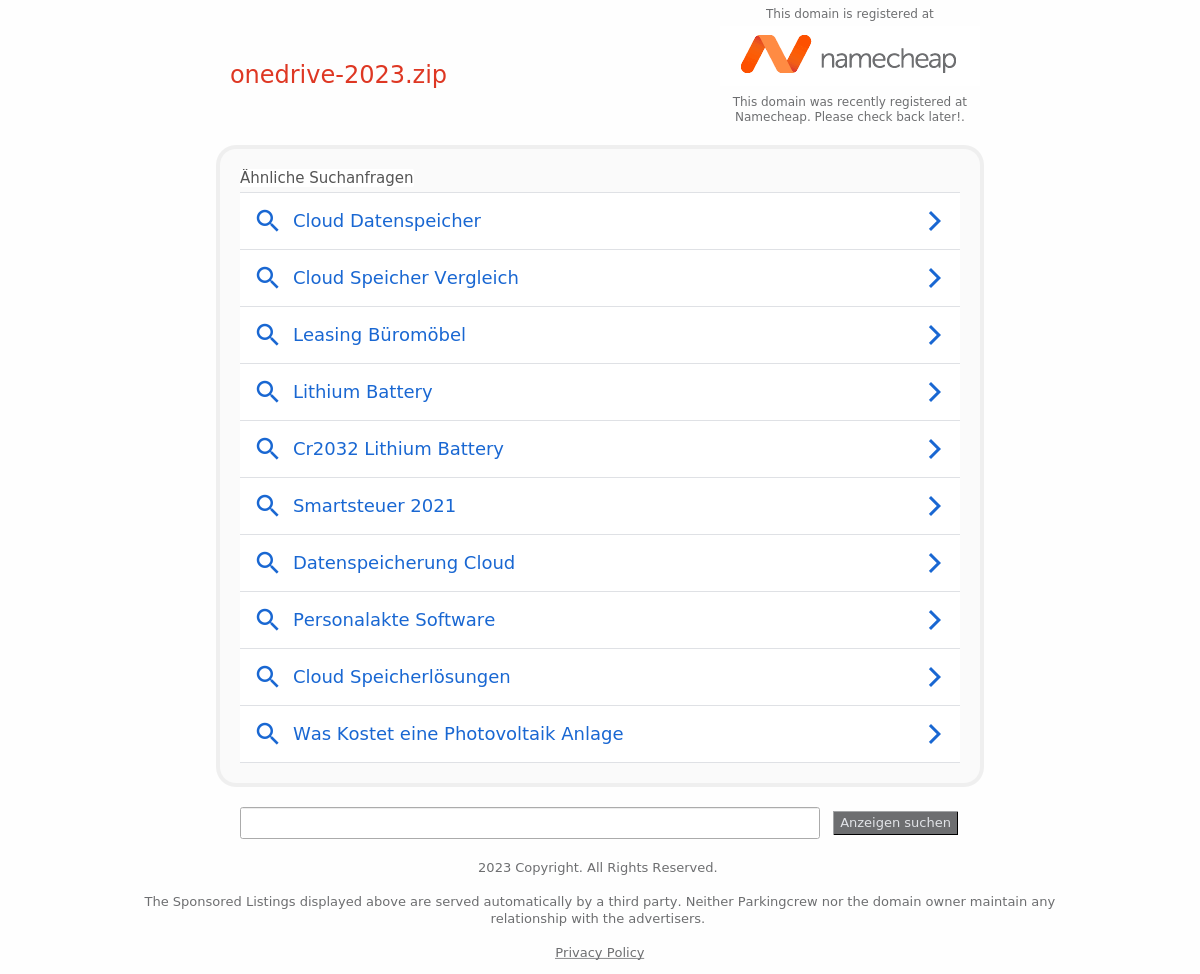 This domain is registered at
namecheap
onedrive-2023.zip
This domain was recently registered at
Namecheap. Please check back later!.
Ähnliche Suchanfragen
Cloud Datenspeicher
Cloud Speicher Vergleich
Leasing Büromöbel
Lithium Battery
Cr2032 Lithium Battery
Smartsteuer 2021
Datenspeicherung Cloud
Personalakte Software
Cloud Speicherlösungen
Was Kostet eine Photovoltaik Anlage
Anzeigen suchen
2023 Copyright. All Rights Reserved.
The Sponsored Listings displayed above are served automatically by a third party. Neither Parkingcrew nor the domain owner maintain any
relationship with the advertisers.
Privacy Policy